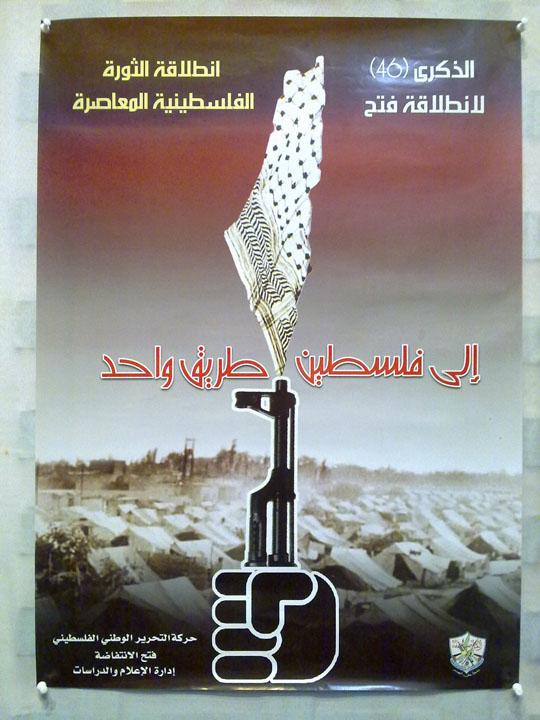 الذكرى (46)
لانطلاقة فتح
انطلاقة الثورة
الفلسطينية المعاصرة
إلى فلسطين طريق واحد
حركة التحرير الوطني الفلسطيني
فتح الانتفاضة
إدارة الإعلام والدراسات